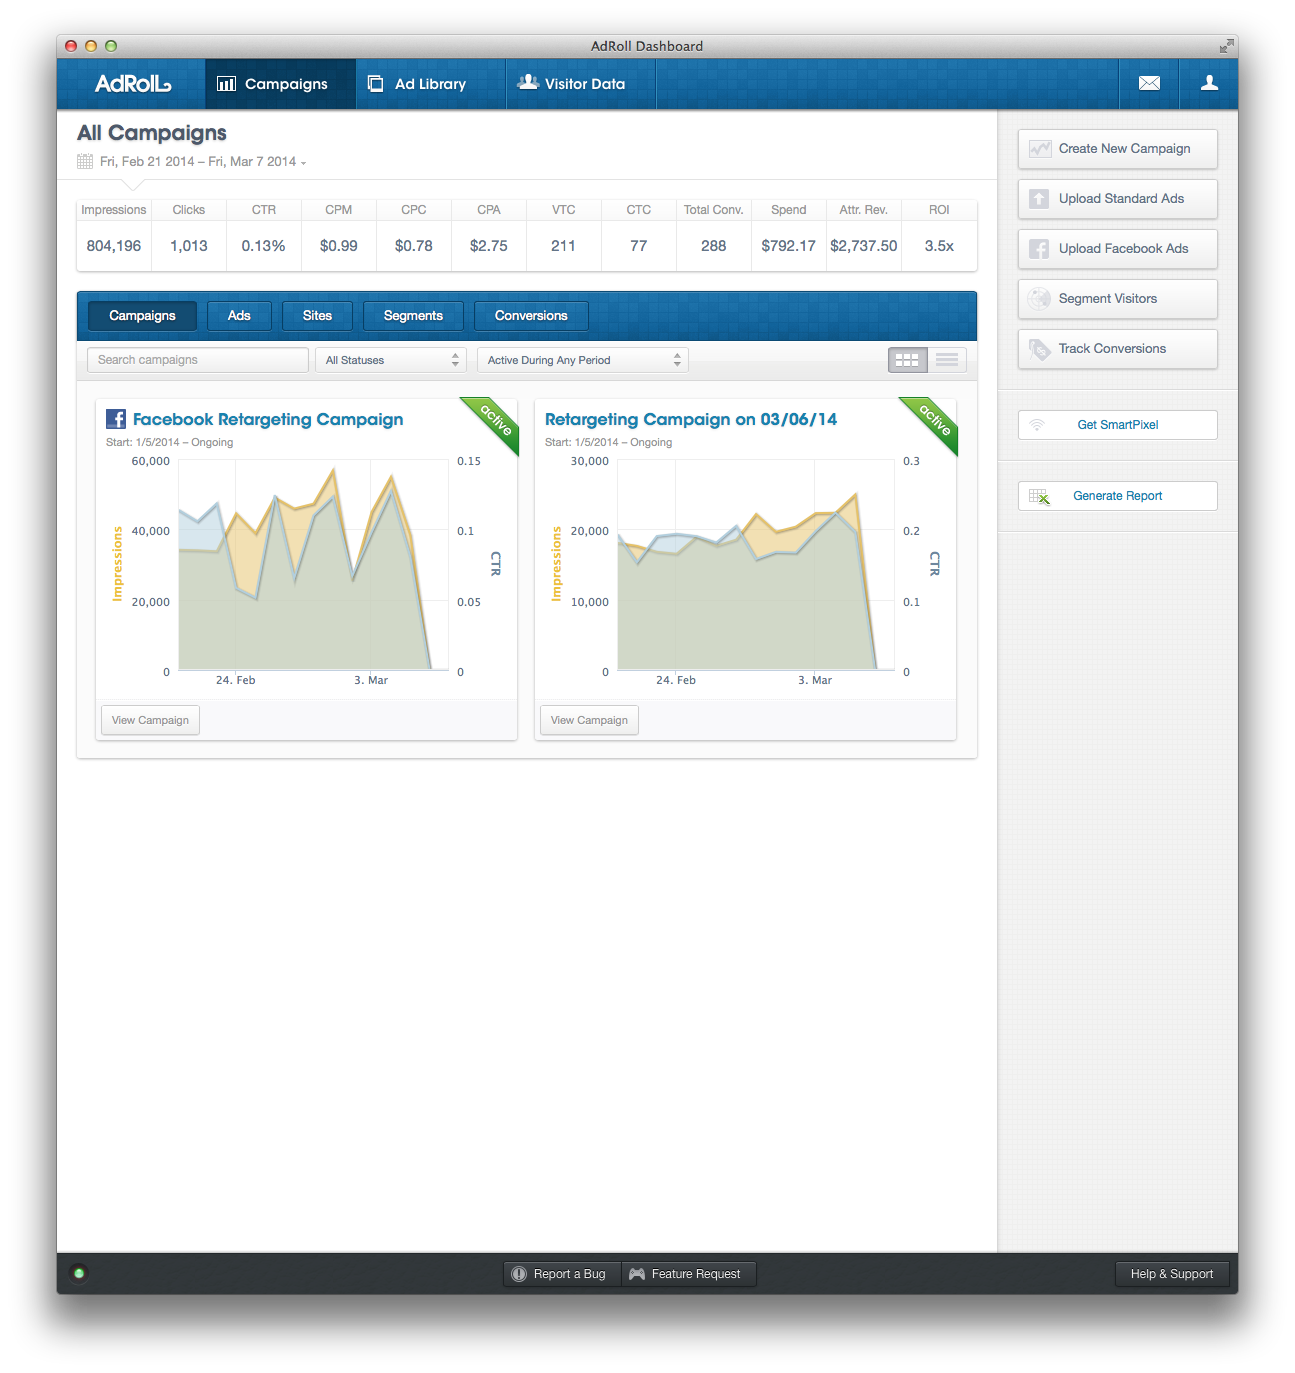 AdRoll Dashboard
AdRoll
Campaigns
Ad Library
Visitor Data
All Campaigns
Fri, Feb 21 2014 – Fri, Mar 7 2014
Impressions Clicks CTR CPM CPC CPA VTC CTC Total Conv. Spend Attr. Rev. ROI
804,196 1,013 0.13% $0.99 $0.78 $2.75 211 77 288 $792.17 $2,737.50 3.5x
Campaigns Ads Sites Segments Conversions
Search campaigns All Statuses Active During Any Period
Facebook Retargeting Campaign
active
Start: 1/5/2014 – Ongoing
60,000
40,000
20,000
0
Impressions
0.15
0.1
0.05
0
CTR
24. Feb 3. Mar
View Campaign
Retargeting Campaign on 03/06/14
active
Start: 1/5/2014 – Ongoing
30,000
20,000
10,000
0
Impressions
0.3
0.2
0.1
0
CTR
24. Feb 3. Mar
View Campaign
Create New Campaign
Upload Standard Ads
Upload Facebook Ads
Segment Visitors
Track Conversions
Get SmartPixel
Generate Report
Report a Bug
Feature Request
Help & Support